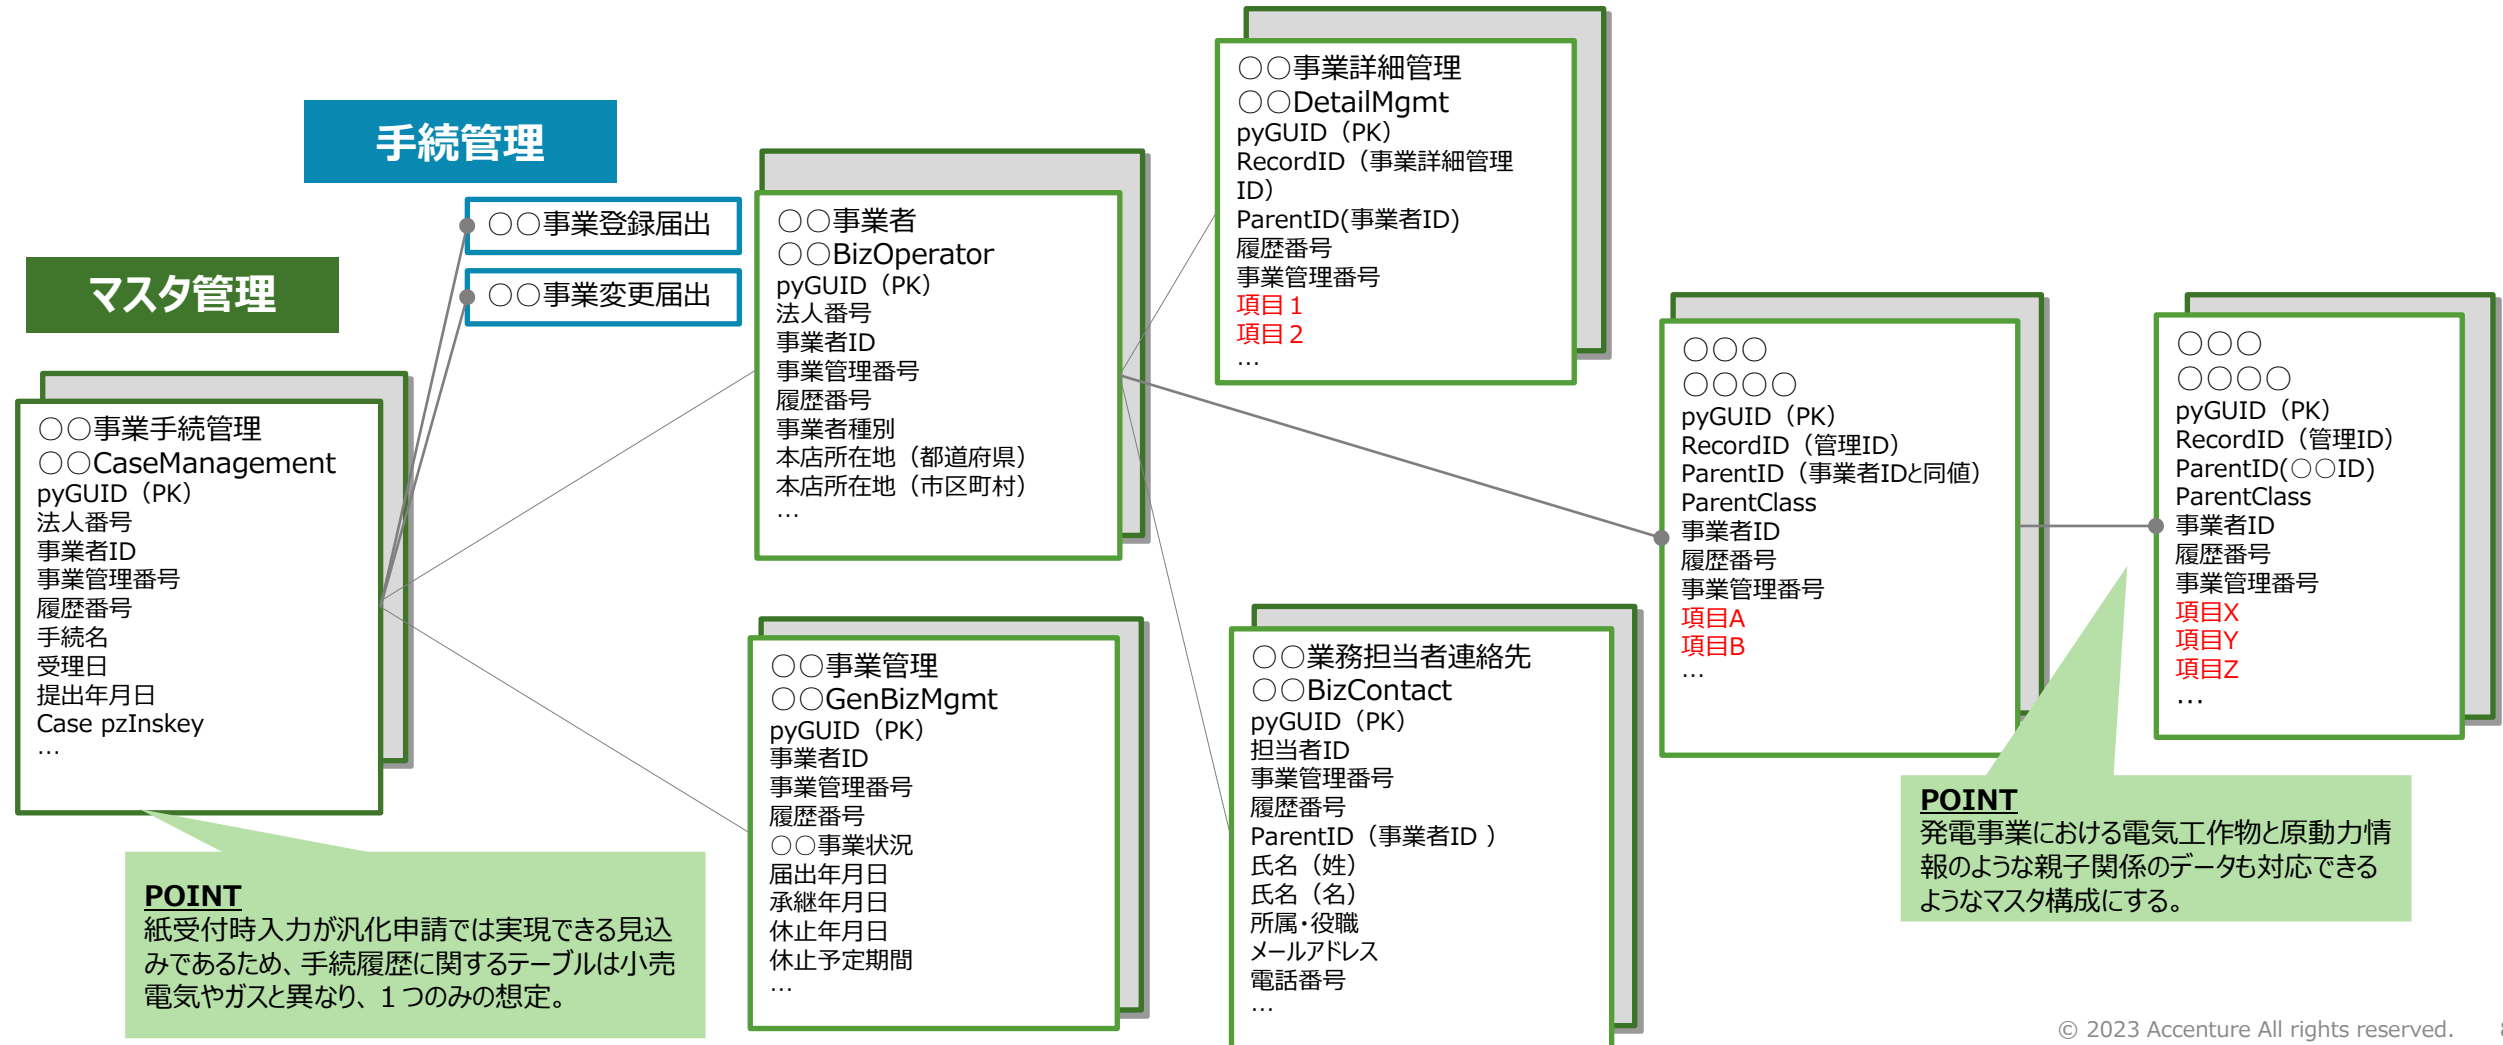 手続管理
マスタ管理
○○事業登録届出
○○事業変更届出
○○事業手続管理
○○CaseManagement
pyGUID（PK）
法人番号
事業者ID
事業管理番号
履歴番号
手続名
受理日
提出年月日
Case pzInskey
…
POINT
紙受付時入力が汎化申請では実現できる見込
みであるため、手続履歴に関するテーブルは小売
電気やガスと異なり、１つのみの想定。
○○事業者
○○BizOperator
pyGUID（PK）
法人番号
事業者ID
事業管理番号
履歴番号
事業者種別
本店所在地（都道府県）
本店所在地（市区町村）
…
○○事業管理
○○GenBizMgmt
pyGUID（PK）
事業者ID
事業管理番号
履歴番号
○○事業状況
届出年月日
承継年月日
休止年月日
休止予定期間
…
○○事業詳細管理
○○DetailMgmt
pyGUID（PK）
RecordID（事業詳細管理
ID）
ParentID(事業者ID)
履歴番号
事業管理番号
項目１
項目２
…
○○業務担当者連絡先
○○BizContact
pyGUID（PK）
担当者ID
事業管理番号
履歴番号
ParentID（事業者ID ）
氏名（姓）
氏名（名）
所属・役職
メールアドレス
電話番号
…
○○○
○○○○
pyGUID（PK）
RecordID（管理ID）
ParentID（事業者IDと同値）
ParentClass
事業者ID
履歴番号
事業管理番号
項目A
項目B
…
○○○
○○○○
pyGUID（PK）
RecordID（管理ID）
ParentID(○○ID)
ParentClass
事業者ID
履歴番号
事業管理番号
項目X
項目Y
項目Z
…
POINT
発電事業における電気工作物と原動力情
報のような親子関係のデータも対応できる
ようなマスタ構成にする。
© 2023 Accenture All rights reserved.